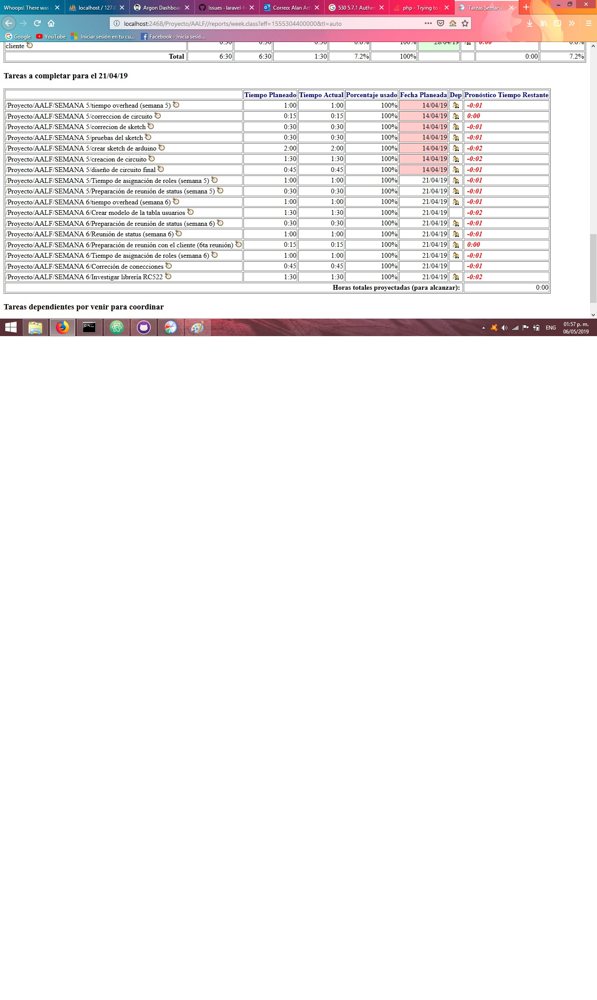 Whoops! There was a
localhost / 127.0
Argon Dashboar
Issues · laravel-fr
Correo: Alan Artu
530 5.7.1 Authen
php - Trying to g
Tareas Semanale
localhost:2468/Proyecto/AALF//reports/week.class?eff=1555304400000&tl=auto
Google YouTube Iniciar sesión en tu cu... Facebook - Inicia sesió...
cliente 0:30 0:30 0:30 0.6% 100% 28/04/19 0:00 0.6%
Total 6:30 6:30 1:30 7.2% 100% 0:00 7.2%
Tareas a completar para el 21/04/19
Tiempo Planeado Tiempo Actual Porcentaje usado Fecha Planeada Dep Pronóstico Tiempo Restante
/Proyecto/AALF/SEMANA 5/tiempo overhead (semana 5) 1:00 1:00 100% 14/04/19 -0:01
/Proyecto/AALF/SEMANA 5/correccion de circuito 0:15 0:15 100% 14/04/19 0:00
/Proyecto/AALF/SEMANA 5/correcion de sketch 0:30 0:30 100% 14/04/19 -0:01
/Proyecto/AALF/SEMANA 5/pruebas del sketch 0:30 0:30 100% 14/04/19 -0:01
/Proyecto/AALF/SEMANA 5/crear sketch de arduino 2:00 2:00 100% 14/04/19 -0:02
/Proyecto/AALF/SEMANA 5/creacion de circuito 1:30 1:30 100% 14/04/19 -0:02
/Proyecto/AALF/SEMANA 5/diseño de circuito final 0:45 0:45 100% 14/04/19 -0:01
/Proyecto/AALF/SEMANA 5/Tiempo de asignación de roles (semana 5) 1:00 1:00 100% 21/04/19 -0:01
/Proyecto/AALF/SEMANA 5/Preparación de reunión de status (semana 5) 0:30 0:30 100% 21/04/19 -0:01
/Proyecto/AALF/SEMANA 6/tiempo overhead (semana 6) 1:00 1:00 100% 21/04/19 -0:01
/Proyecto/AALF/SEMANA 6/Crear modelo de la tabla usuarios 1:30 1:30 100% 21/04/19 -0:02
/Proyecto/AALF/SEMANA 6/Preparación de reunión de status (semana 6) 0:30 0:30 100% 21/04/19 -0:01
/Proyecto/AALF/SEMANA 6/Reunión de status (semana 6) 1:00 1:00 100% 21/04/19 -0:01
/Proyecto/AALF/SEMANA 6/Preparación de reunión con el cliente (6ta reunión) 0:15 0:15 100% 21/04/19 0:00
/Proyecto/AALF/SEMANA 6/Tiempo de asignación de roles (semana 6) 1:00 1:00 100% 21/04/19 -0:01
/Proyecto/AALF/SEMANA 6/Correción de conecciones 0:45 0:45 100% 21/04/19 -0:01
/Proyecto/AALF/SEMANA 6/Investigar librería RC522 1:30 1:30 100% 21/04/19 -0:02
Horas totales proyectadas (para alcanzar): 0:00
Tareas dependientes por venir para coordinar
ENG
01:57 p. m.
06/05/2019